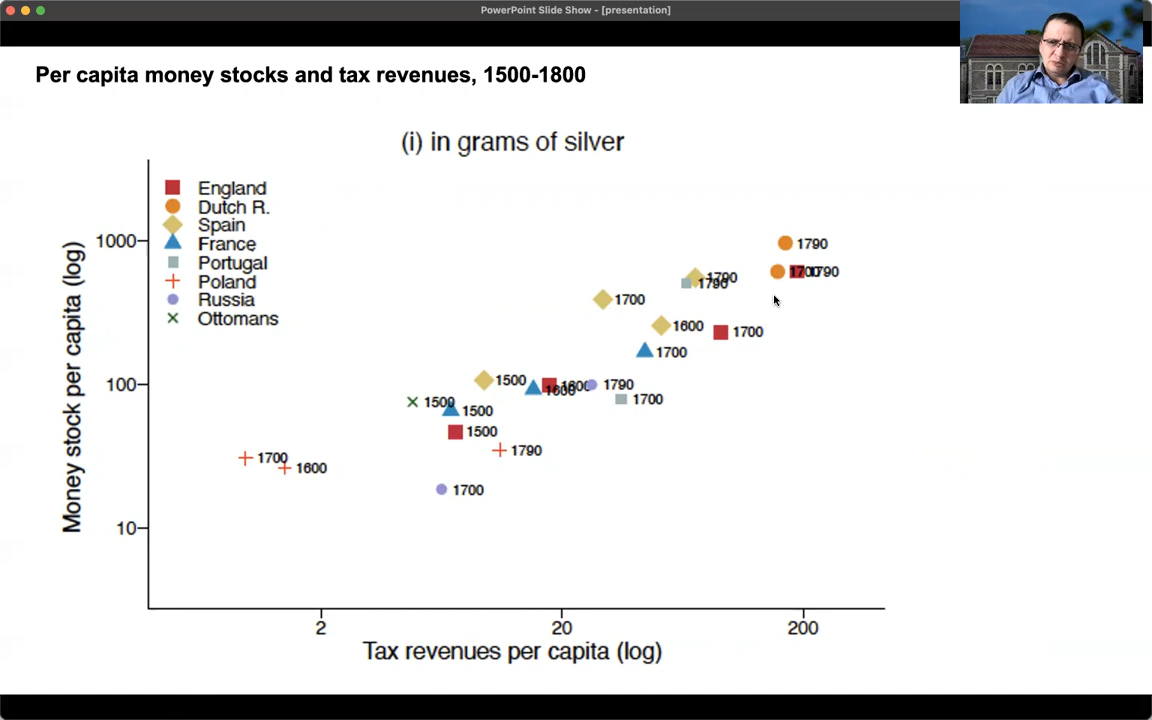 PowerPoint Slide Show - [presentation]
Per capita money stocks and tax revenues, 1500-1800
(i) in grams of silver
England
Dutch R.
Spain
France
Portugal
Poland
Russia
Ottomans
Money stock per capita (log)
1000
100
10
1790
1700
1790
1790
1790
1700
1600
1700
1700
1500
1600
1600
1790
1700
1500
1500
1500
1790
1700
1600
1700
2
20
200
Tax revenues per capita (log)